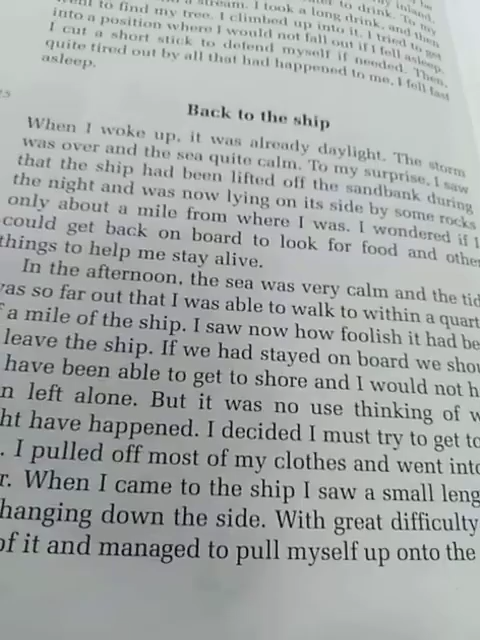 a stream. I took a long drink, and then
went to find my tree. I climbed up into it. I tried to get
into a position where I would not fall out if I fell asleep.
I cut a short stick to defend myself if needed. Then,
quite tired out by all that had happened to me, I fell fast
asleep.
Back to the ship
When I woke up, it was already daylight. The storm
was over and the sea quite calm. To my surprise, I saw
that the ship had been lifted off the sandbank during
the night and was now lying on its side by some rocks
only about a mile from where I was. I wondered if I
could get back on board to look for food and other
things to help me stay alive.
In the afternoon, the sea was very calm and the tid
was so far out that I was able to walk to within a quart
f a mile of the ship. I saw now how foolish it had be
leave the ship. If we had stayed on board we shou
have been able to get to shore and I would not h
n left alone. But it was no use thinking of w
ht have happened. I decided I must try to get to
. I pulled off most of my clothes and went into
r. When I came to the ship I saw a small leng
hanging down the side. With great difficulty
of it and managed to pull myself up onto the